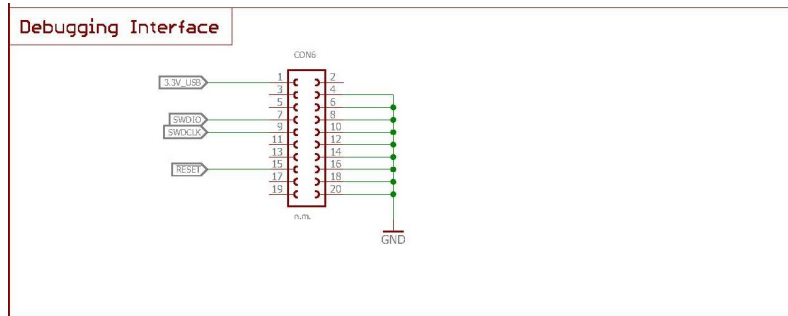 Debugging Interface
CON6
3.3V_USB 1 2
3 4
5 6
SWDIO 7 8
SWDCLK 9 10
11 12
13 14
RESET 15 16
17 18
19 20
n.m.
GND